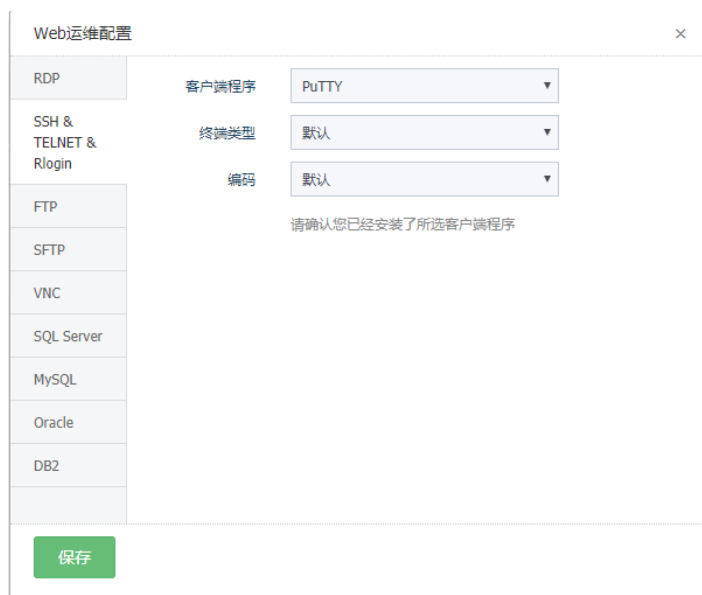 Web运维配置
×
RDP
SSH &
TELNET &
Rlogin
FTP
SFTP
VNC
SQL Server
MySQL
Oracle
DB2
客户端程序 PuTTY
终端类型 默认
编码 默认
请确认您已经安装了所选客户端程序
保存